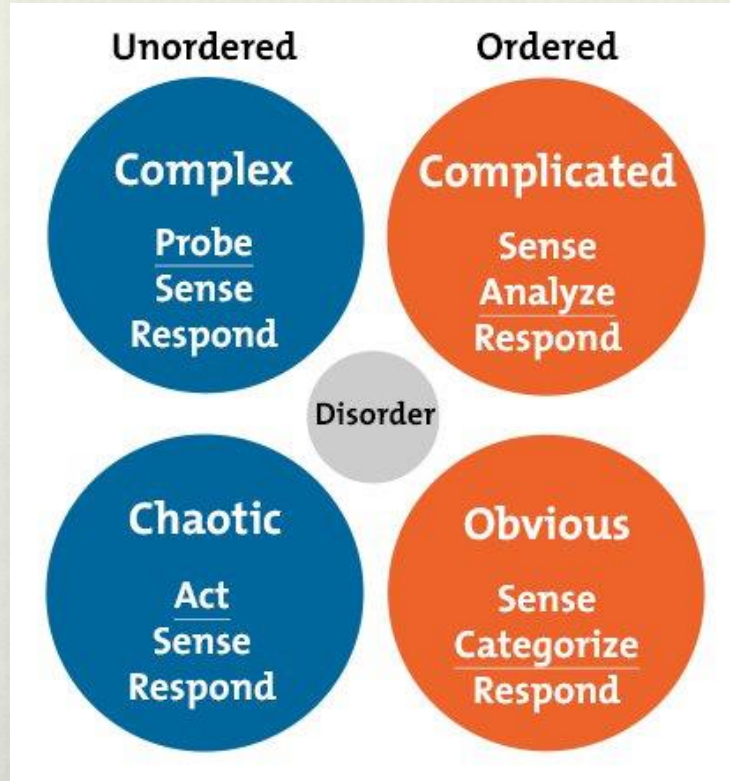 Unordered
Ordered
Complex
Probe
Sense
Respond
Complicated
Sense
Analyze
Respond
Disorder
Chaotic
Act
Sense
Respond
Obvious
Sense
Categorize
Respond